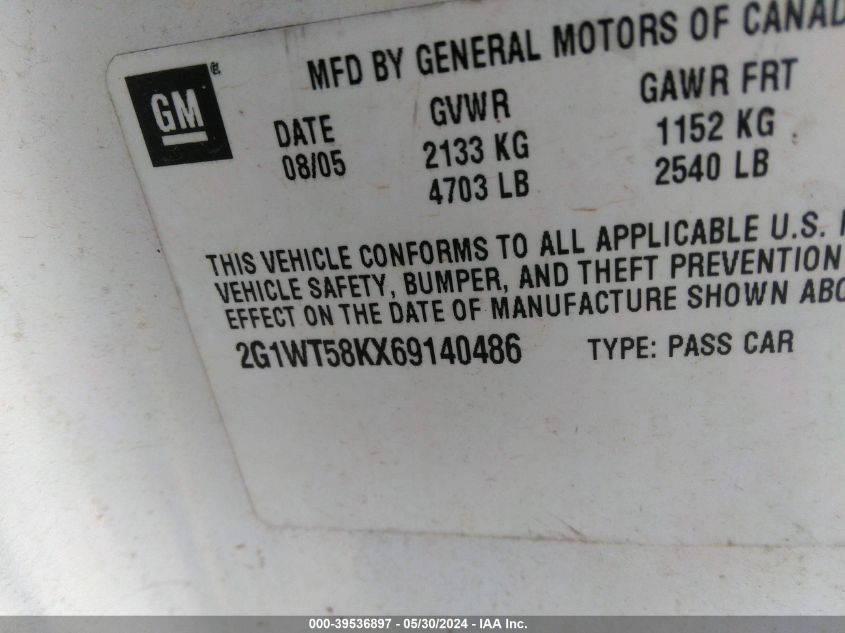 MFD BY GENERAL MOTORS OF CANAD
GM ®
DATE GVWR GAWR FRT
08/05 2133 KG 1152 KG
4703 LB 2540 LB
THIS VEHICLE CONFORMS TO ALL APPLICABLE U.S.
VEHICLE SAFETY, BUMPER, AND THEFT PREVENTION
EFFECT ON THE DATE OF MANUFACTURE SHOWN ABO
2G1WT58KX69140486 TYPE: PASS CAR
000-39536897 - 05/30/2024 - IAA Inc.